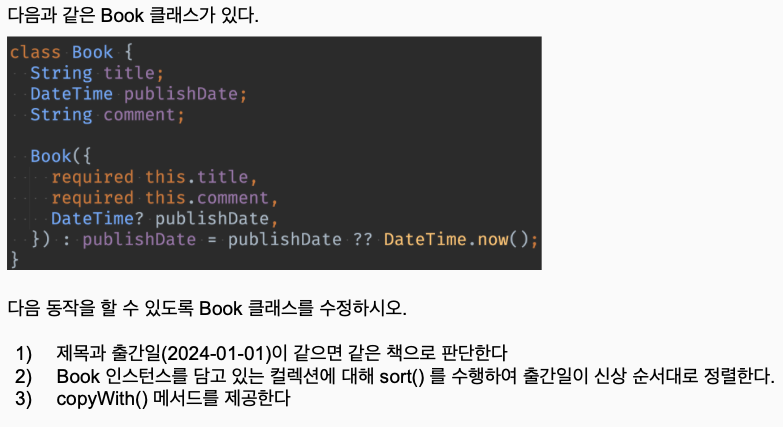 다음과 같은 Book 클래스가 있다.
class Book {
  String title;
  DateTime publishDate;
  String comment;

  Book({
    required this.title,
    required this.comment,
    DateTime? publishDate,
  }) : publishDate = publishDate ?? DateTime.now();
}
다음 동작을 할 수 있도록 Book 클래스를 수정하시오.
1) 제목과 출간일(2024-01-01)이 같으면 같은 책으로 판단한다
2) Book 인스턴스를 담고 있는 컬렉션에 대해 sort() 를 수행하여 출간일이 신상 순서대로 정렬한다.
3) copyWith() 메서드를 제공한다